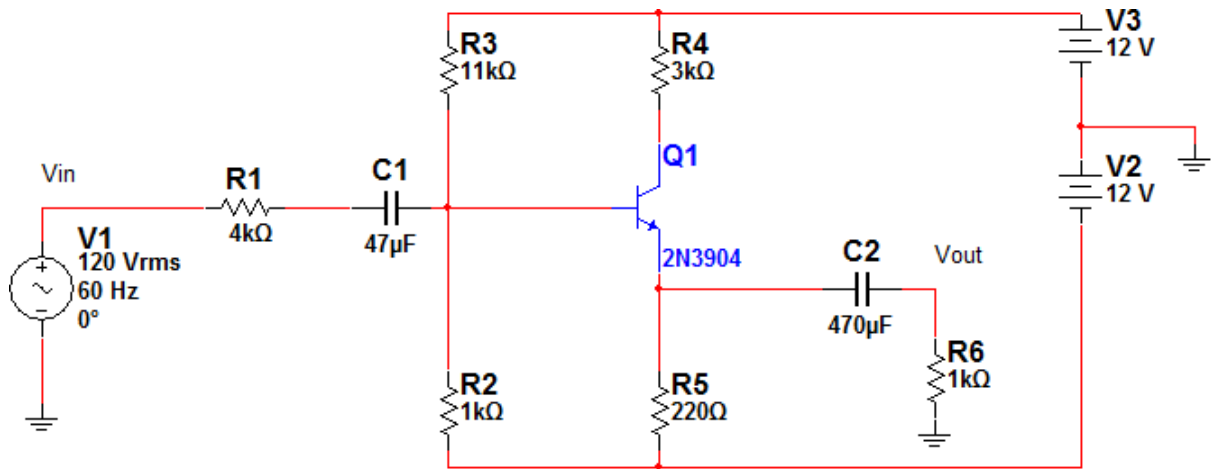 R3
11kΩ
R4
3kΩ
V3
12 V
Q1
2N3904
Vin
R1
4kΩ
C1
47µF
V2
12 V
V1
120 Vrms
60 Hz
0°
C2
470µF
Vout
R2
1kΩ
R5
220Ω
R6
1kΩ